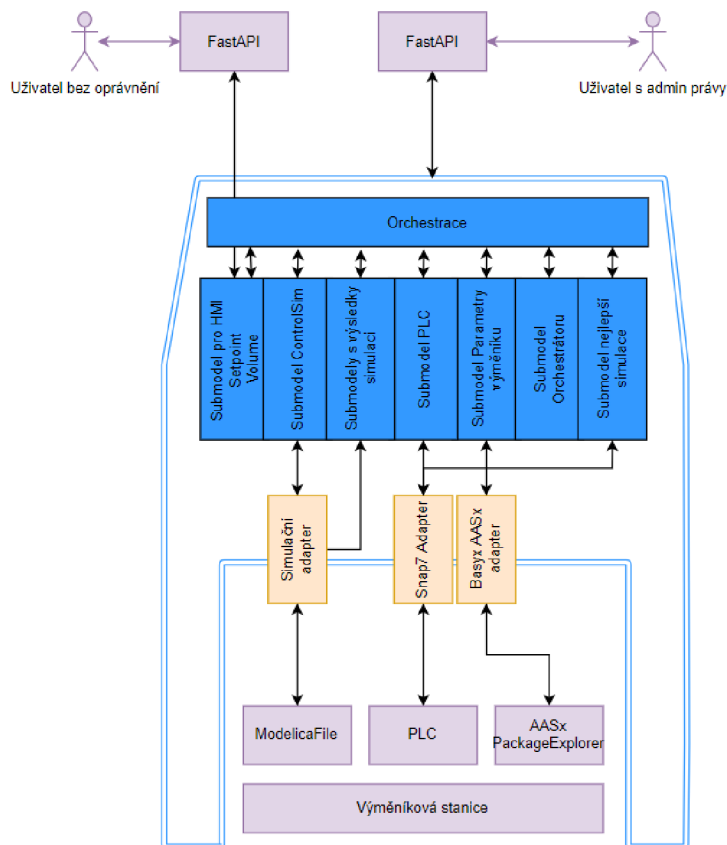 FastAPI
FastAPI
Uživatel bez oprávnění
Uživatel s admin právy
Orchestrace
Submodel pro HMI
Setpoint
Volume
Submodel ControlSim
Submodely s výsledky
simulací
Submodel PLC
Submodel Parametry
výměníku
Submodel
Orchestrátoru
Submodel nejlepší
simulace
Simulační
adapter
Snap7 Adapter
Basyx AASx
adapter
ModelicaFile
PLC
AASx
PackageExplorer
Výměníková stanice